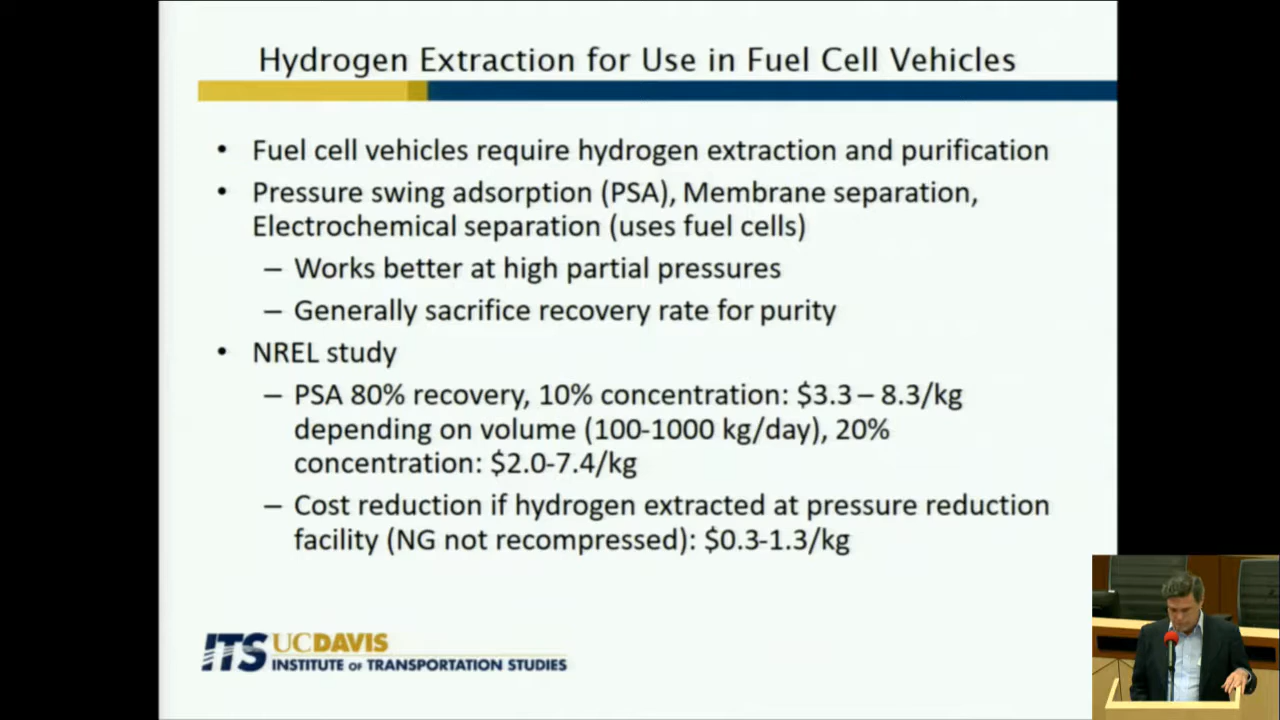 Hydrogen Extraction for Use in Fuel Cell Vehicles
• Fuel cell vehicles require hydrogen extraction and purification
• Pressure swing adsorption (PSA), Membrane separation,
Electrochemical separation (uses fuel cells)
– Works better at high partial pressures
– Generally sacrifice recovery rate for purity
• NREL study
– PSA 80% recovery, 10% concentration: $3.3 – 8.3/kg
depending on volume (100-1000 kg/day), 20%
concentration: $2.0-7.4/kg
– Cost reduction if hydrogen extracted at pressure reduction
facility (NG not recompressed): $0.3-1.3/kg
ITS UCDAVIS
INSTITUTE OF TRANSPORTATION STUDIES